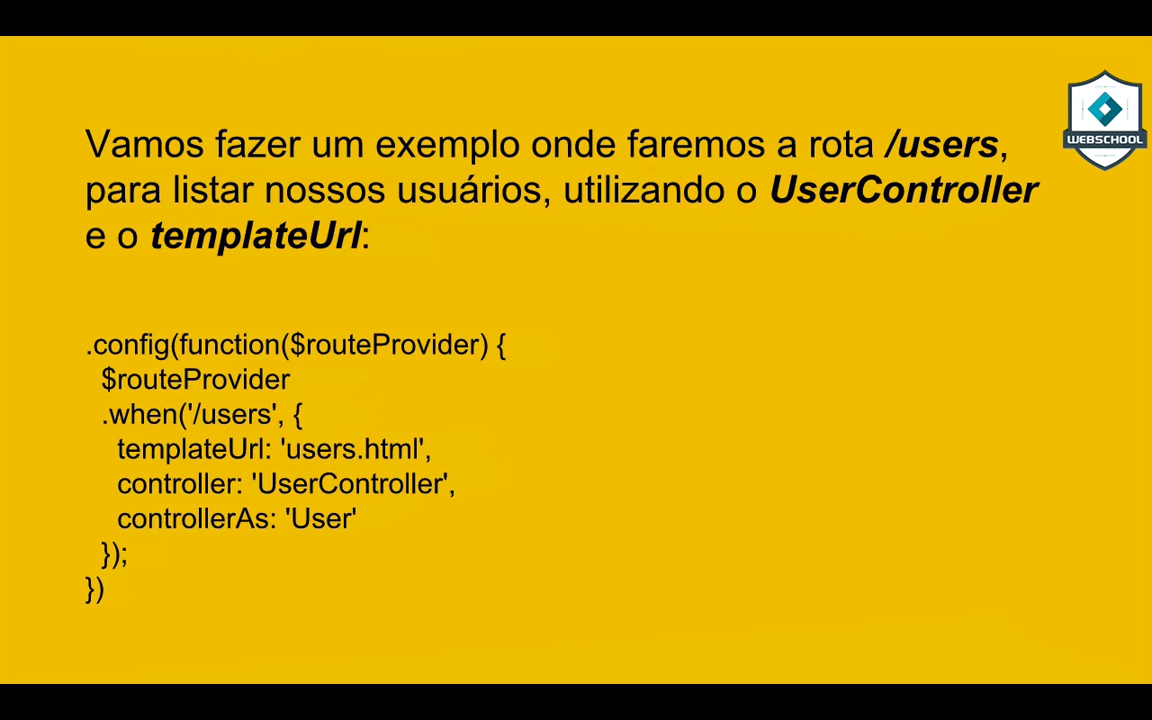 WEBSCHOOL
Vamos fazer um exemplo onde faremos a rota /users,
para listar nossos usuários, utilizando o UserController
e o templateUrl:
.config(function($routeProvider) {
$routeProvider
.when('/users', {
templateUrl: 'users.html',
controller: 'UserController',
controllerAs: 'User'
});
})